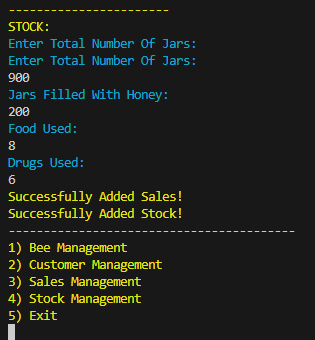 -----------------------
STOCK:
Enter Total Number Of Jars:
Enter Total Number Of Jars:
900
Jars Filled With Honey:
200
Food Used:
8
Drugs Used:
6
Successfully Added Sales!
Successfully Added Stock!
-----------------------------------------
1) Bee Management
2) Customer Management
3) Sales Management
4) Stock Management
5) Exit